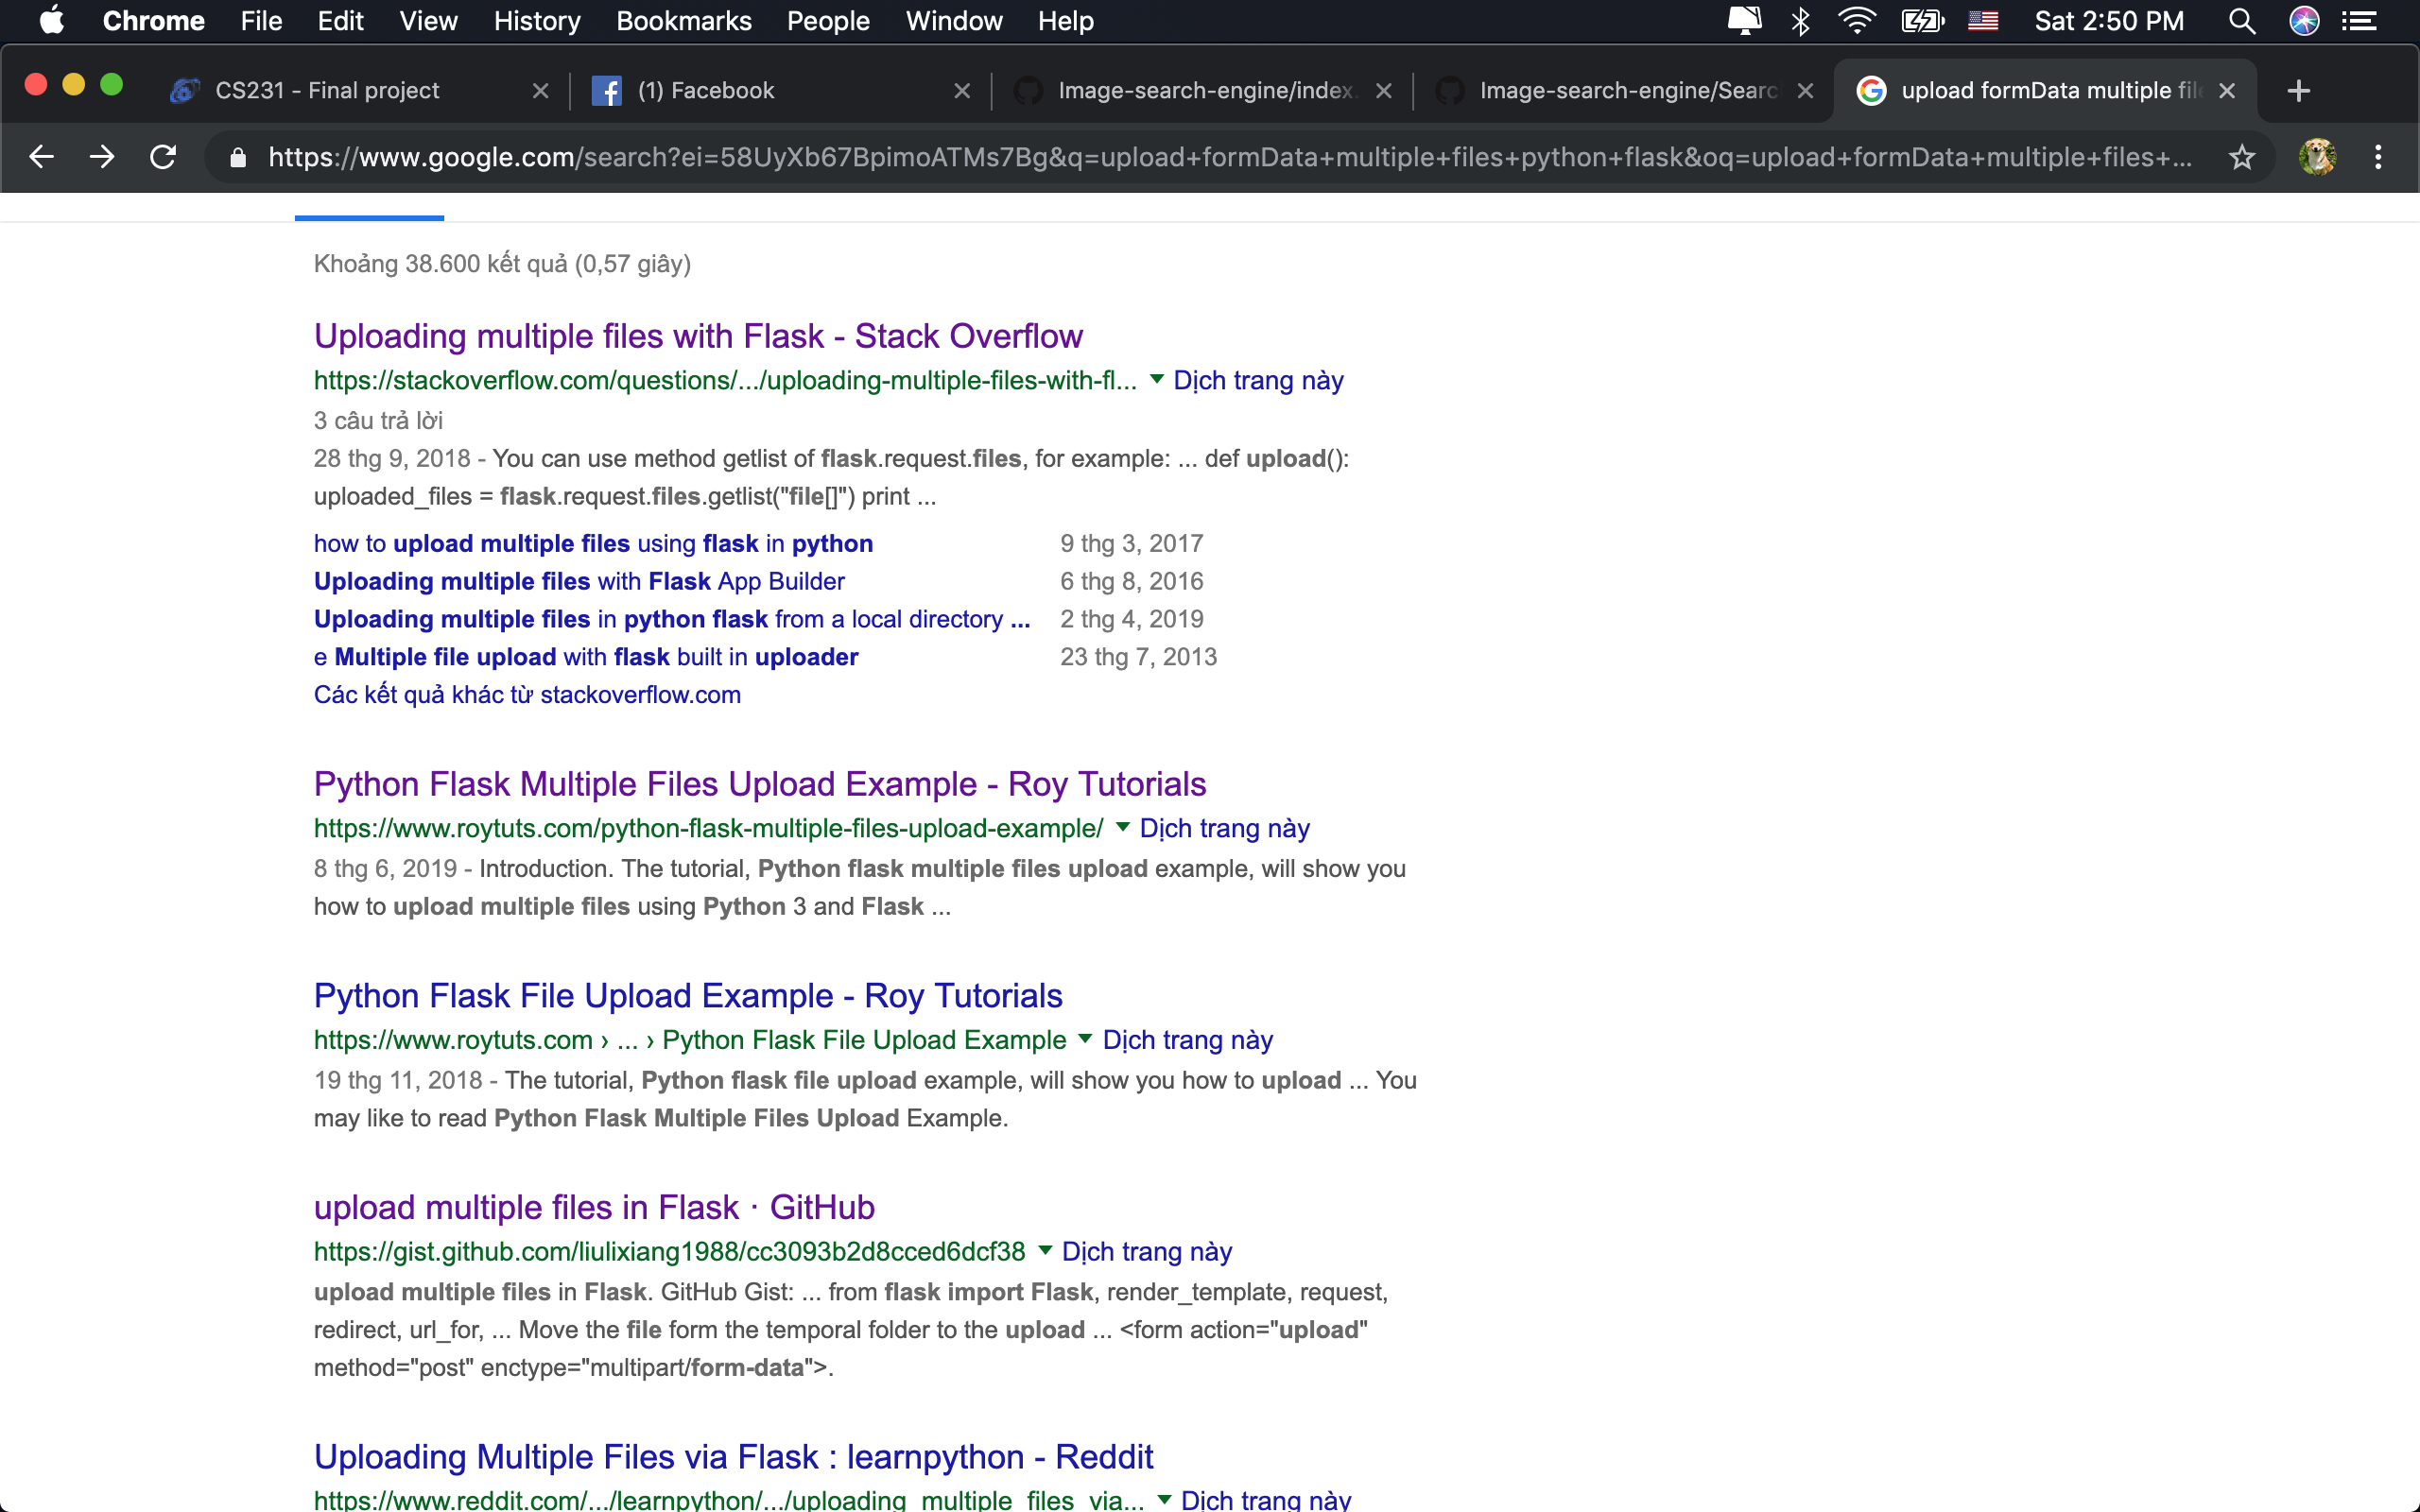 Chrome File Edit View History Bookmarks People Window Help Sat 2:50 PM
CS231 - Final project (1) Facebook Image-search-engine/index. Image-search-engine/Searc upload formData multiple file
https://www.google.com/search?ei=58UyXb67BpimoATMs7Bg&q=upload+formData+multiple+files+python+flask&oq=upload+formData+multiple+files+...
Khoảng 38.600 kết quả (0,57 giây)
Uploading multiple files with Flask - Stack Overflow
https://stackoverflow.com/questions/.../uploading-multiple-files-with-fl... Dịch trang này
3 câu trả lời
28 thg 9, 2018 - You can use method getlist of flask.request.files, for example: ... def upload():
uploaded_files = flask.request.files.getlist("file[]") print ...
how to upload multiple files using flask in python 9 thg 3, 2017
Uploading multiple files with Flask App Builder 6 thg 8, 2016
Uploading multiple files in python flask from a local directory ... 2 thg 4, 2019
e Multiple file upload with flask built in uploader 23 thg 7, 2013
Các kết quả khác từ stackoverflow.com
Python Flask Multiple Files Upload Example - Roy Tutorials
https://www.roytuts.com/python-flask-multiple-files-upload-example/ Dịch trang này
8 thg 6, 2019 - Introduction. The tutorial, Python flask multiple files upload example, will show you
how to upload multiple files using Python 3 and Flask ...
Python Flask File Upload Example - Roy Tutorials
https://www.roytuts.com › ... › Python Flask File Upload Example Dịch trang này
19 thg 11, 2018 - The tutorial, Python flask file upload example, will show you how to upload ... You
may like to read Python Flask Multiple Files Upload Example.
upload multiple files in Flask · GitHub
https://gist.github.com/liulixiang1988/cc3093b2d8cced6dcf38 Dịch trang này
upload multiple files in Flask. GitHub Gist: ... from flask import Flask, render_template, request,
redirect, url_for, ... Move the file form the temporal folder to the upload ... <form action="upload"
method="post" enctype="multipart/form-data">.
Uploading Multiple Files via Flask : learnpython - Reddit
https://www.reddit.com/.../learnpython/.../uploading_multiple_files_via... Dịch trang này